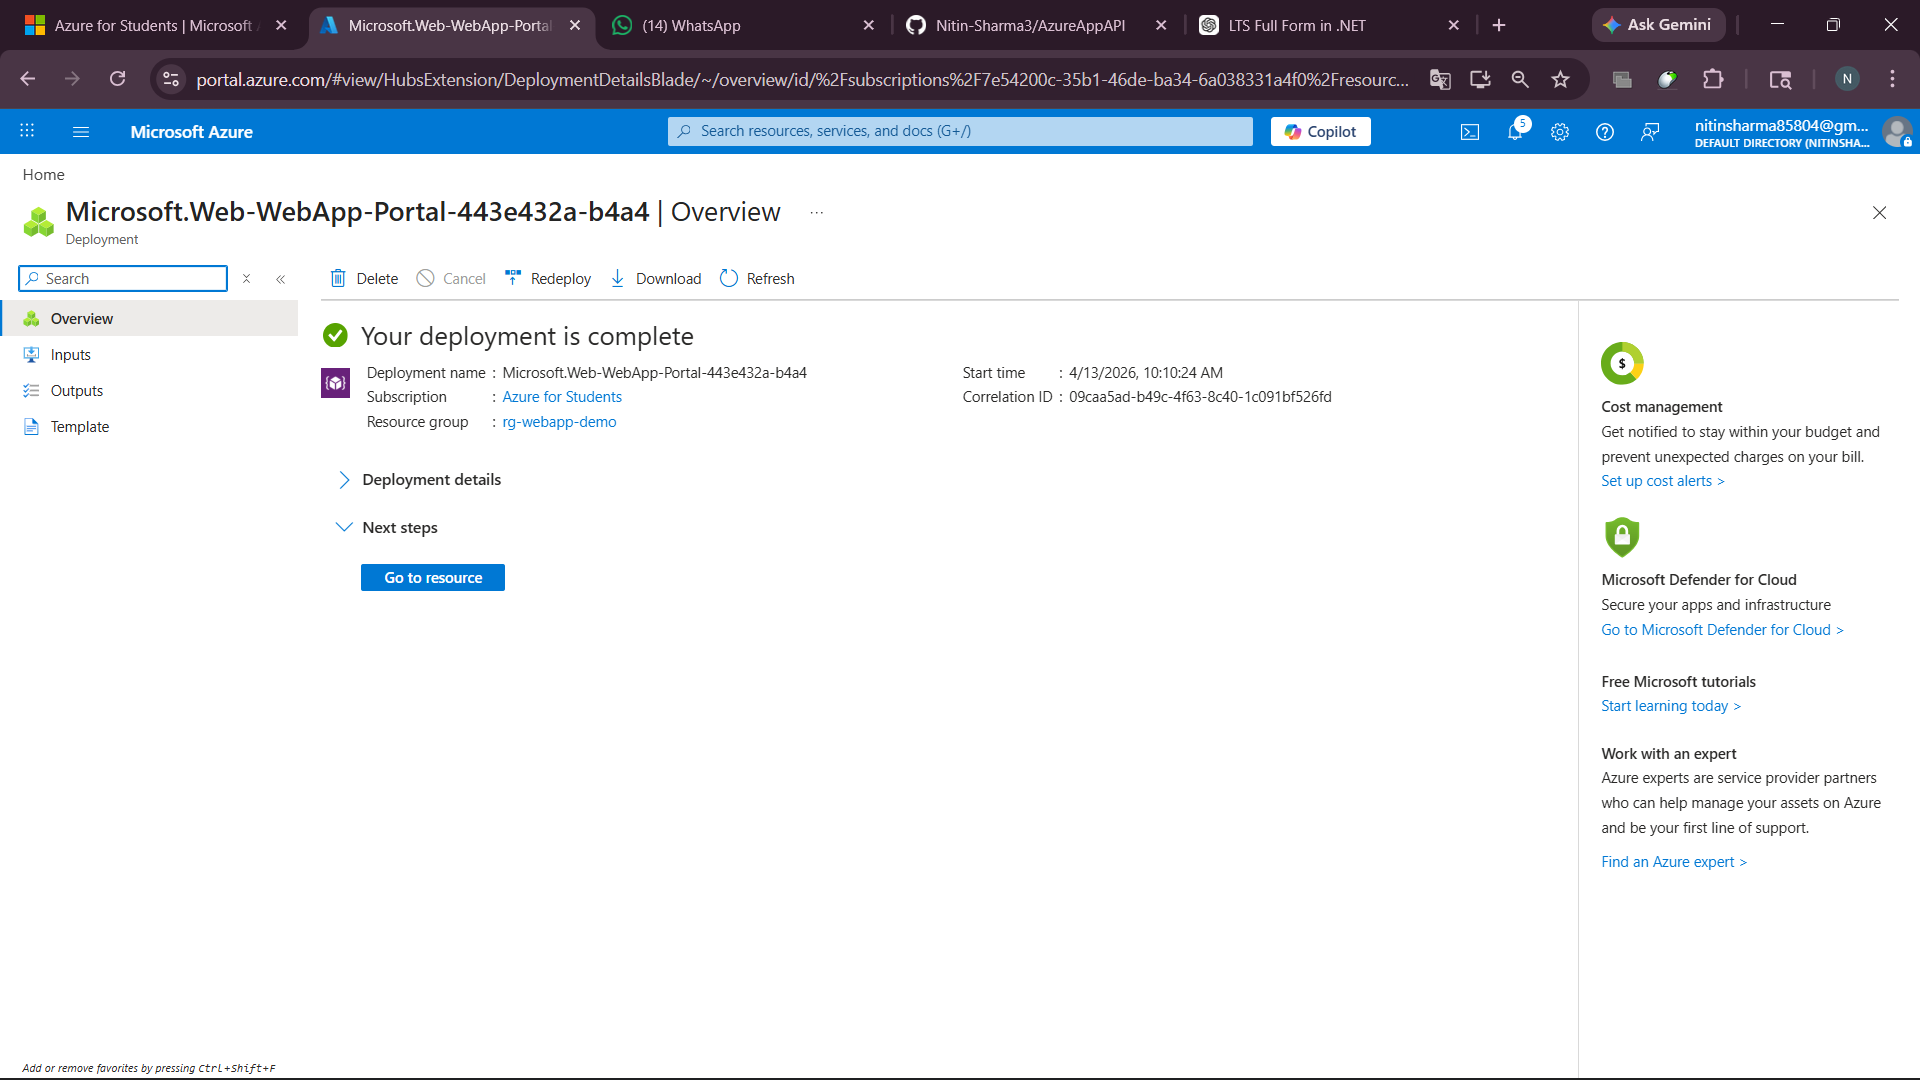 Azure for Students | Microsoft A
Microsoft.Web-WebApp-Portal
(14) WhatsApp
Nitin-Sharma3/AzureAppAPI
LTS Full Form in .NET
Ask Gemini
portal.azure.com/#view/HubsExtension/DeploymentDetailsBlade/~/overview/id/%2Fsubscriptions%2F7e54200c-35b1-46de-ba34-6a038331a4f0%2Fresourc...
N
Microsoft Azure
Search resources, services, and docs (G+/)
Copilot
5
nitinsharma85804@gm...
DEFAULT DIRECTORY (NITINSHA...
Home
Microsoft.Web-WebApp-Portal-443e432a-b4a4 | Overview
Deployment
Search
Delete
Cancel
Redeploy
Download
Refresh
Overview
Inputs
Outputs
Template
Your deployment is complete
Deployment name : Microsoft.Web-WebApp-Portal-443e432a-b4a4
Subscription : Azure for Students
Resource group : rg-webapp-demo
Start time : 4/13/2026, 10:10:24 AM
Correlation ID : 09caa5ad-b49c-4f63-8c40-1c091bf526fd
Deployment details
Next steps
Go to resource
$
Cost management
Get notified to stay within your budget and
prevent unexpected charges on your bill.
Set up cost alerts >
Microsoft Defender for Cloud
Secure your apps and infrastructure
Go to Microsoft Defender for Cloud >
Free Microsoft tutorials
Start learning today >
Work with an expert
Azure experts are service provider partners
who can help manage your assets on Azure
and be your first line of support.
Find an Azure expert >
Add or remove favorites by pressing Ctrl+Shift+F